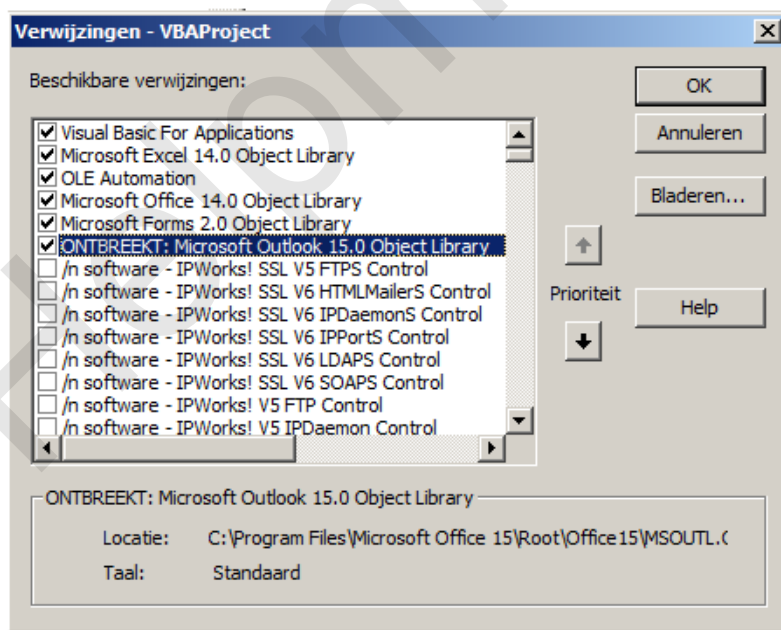 Verwijzingen - VBAProject
Beschikbare verwijzingen:
Visual Basic For Applications
Microsoft Excel 14.0 Object Library
OLE Automation
Microsoft Office 14.0 Object Library
Microsoft Forms 2.0 Object Library
ONTBREEKT: Microsoft Outlook 15.0 Object Library
/n software - IPWorks! SSL V5 FTPS Control
/n software - IPWorks! SSL V6 HTMLMailerS Control
/n software - IPWorks! SSL V6 IPDaemonS Control
/n software - IPWorks! SSL V6 IPPortS Control
/n software - IPWorks! SSL V6 LDAPS Control
/n software - IPWorks! SSL V6 SOAPS Control
/n software - IPWorks! V5 FTP Control
/n software - IPWorks! V5 IPDaemon Control
OK
Annuleren
Bladeren...
Prioriteit
Help
ONTBREEKT: Microsoft Outlook 15.0 Object Library
Locatie: C:\Program Files\Microsoft Office 15\Root\Office15\MSOUTL.(
Taal: Standaard
Helpm